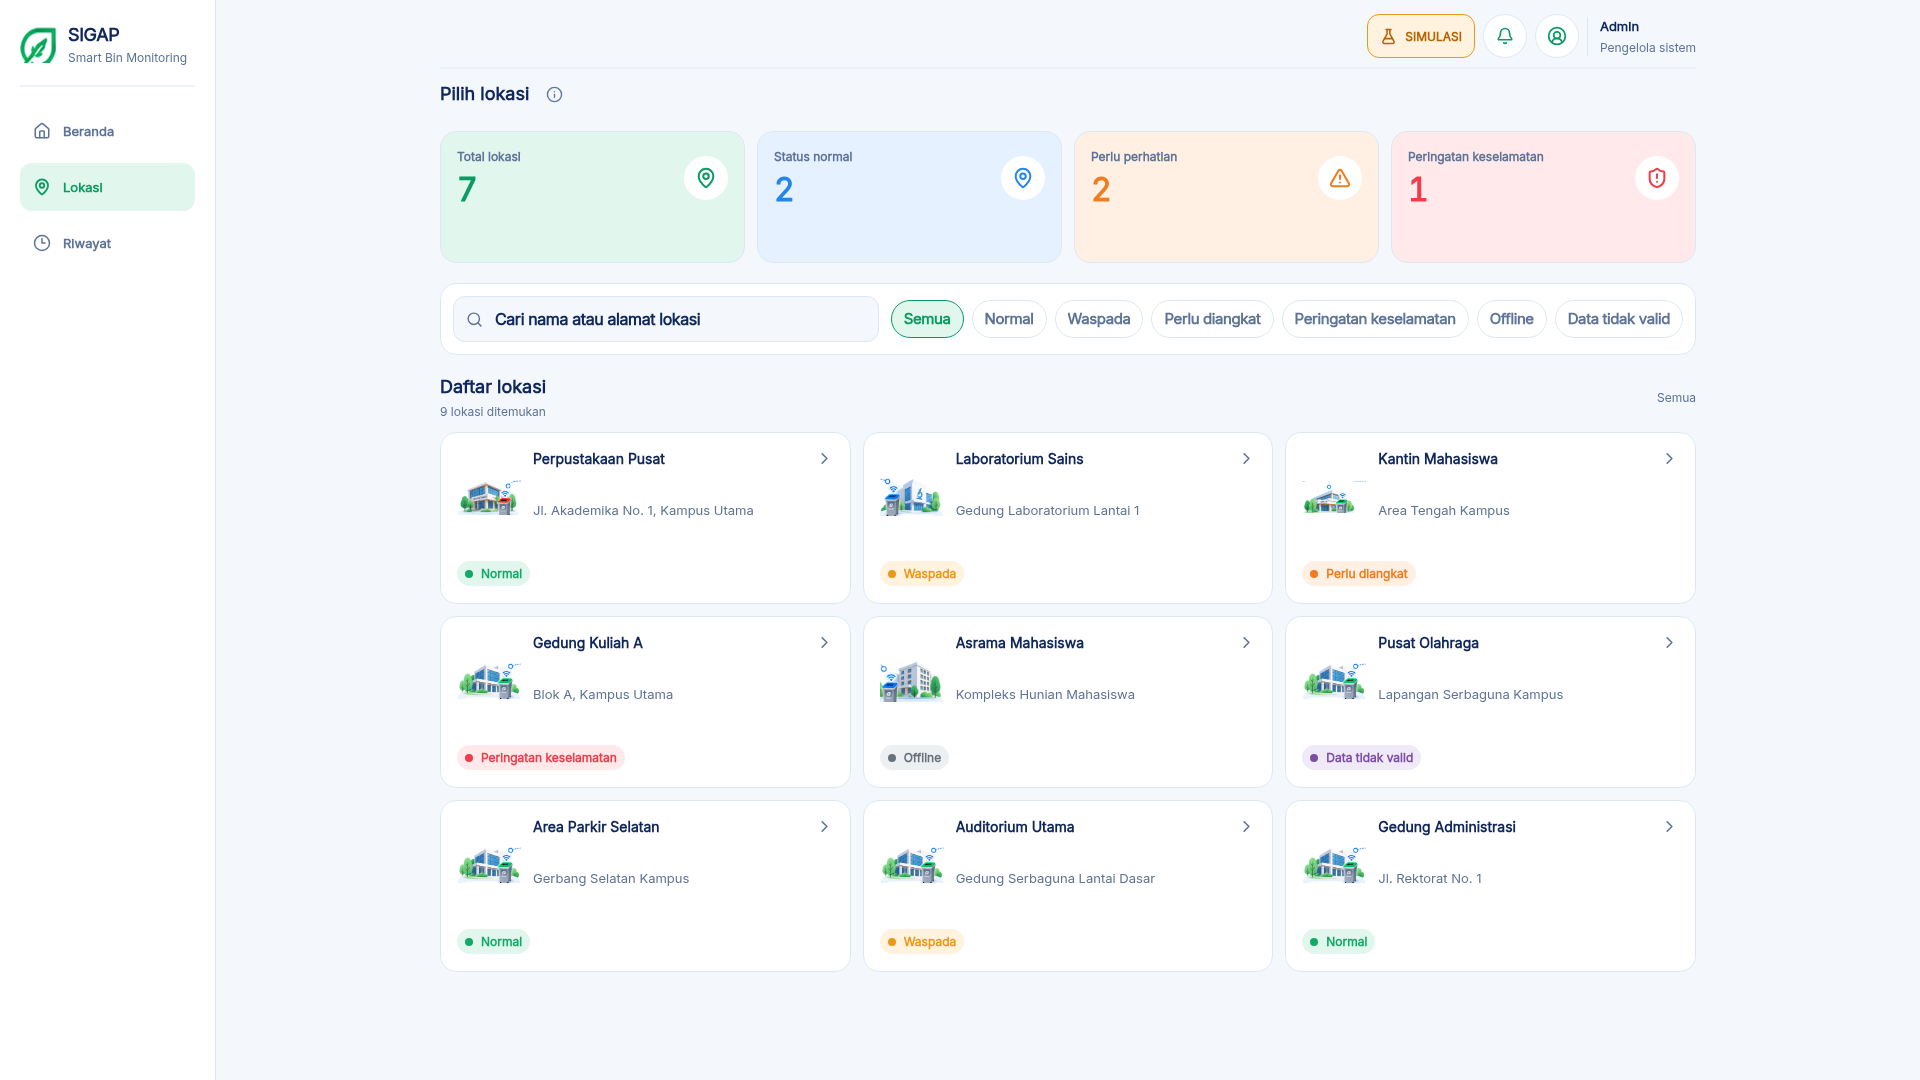 SIGAP
Smart Bin Monitoring
Beranda
Lokasi
Riwayat
SIMULASI
Admin
Pengelola sistem
Pilih lokasi
Total lokasi
7
Status normal
2
Perlu perhatian
2
Peringatan keselamatan
1
Cari nama atau alamat lokasi
Semua
Normal
Waspada
Perlu diangkat
Peringatan keselamatan
Offline
Data tidak valid
Daftar lokasi
9 lokasi ditemukan
Semua
Perpustakaan Pusat
Jl. Akademika No. 1, Kampus Utama
Normal
Laboratorium Sains
Gedung Laboratorium Lantai 1
Waspada
Kantin Mahasiswa
Area Tengah Kampus
Perlu diangkat
Gedung Kuliah A
Blok A, Kampus Utama
Peringatan keselamatan
Asrama Mahasiswa
Kompleks Hunian Mahasiswa
Offline
Pusat Olahraga
Lapangan Serbaguna Kampus
Data tidak valid
Area Parkir Selatan
Gerbang Selatan Kampus
Normal
Auditorium Utama
Gedung Serbaguna Lantai Dasar
Waspada
Gedung Administrasi
Jl. Rektorat No. 1
Normal